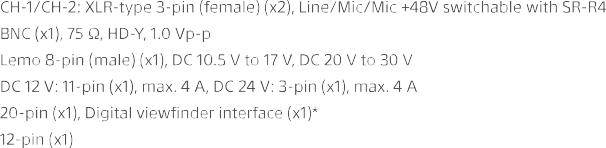 CH-1/CH-2: XLR-type 3-pin (female) (x2), Line/Mic/Mic +48V switchable with SR-R4
BNC (x1), 75 Ω, HD-Y, 1.0 Vp-p
Lemo 8-pin (male) (x1), DC 10.5 V to 17 V, DC 20 V to 30 V
DC 12 V: 11-pin (x1), max. 4 A, DC 24 V: 3-pin (x1), max. 4 A
20-pin (x1), Digital viewfinder interface (x1)*
12-pin (x1)